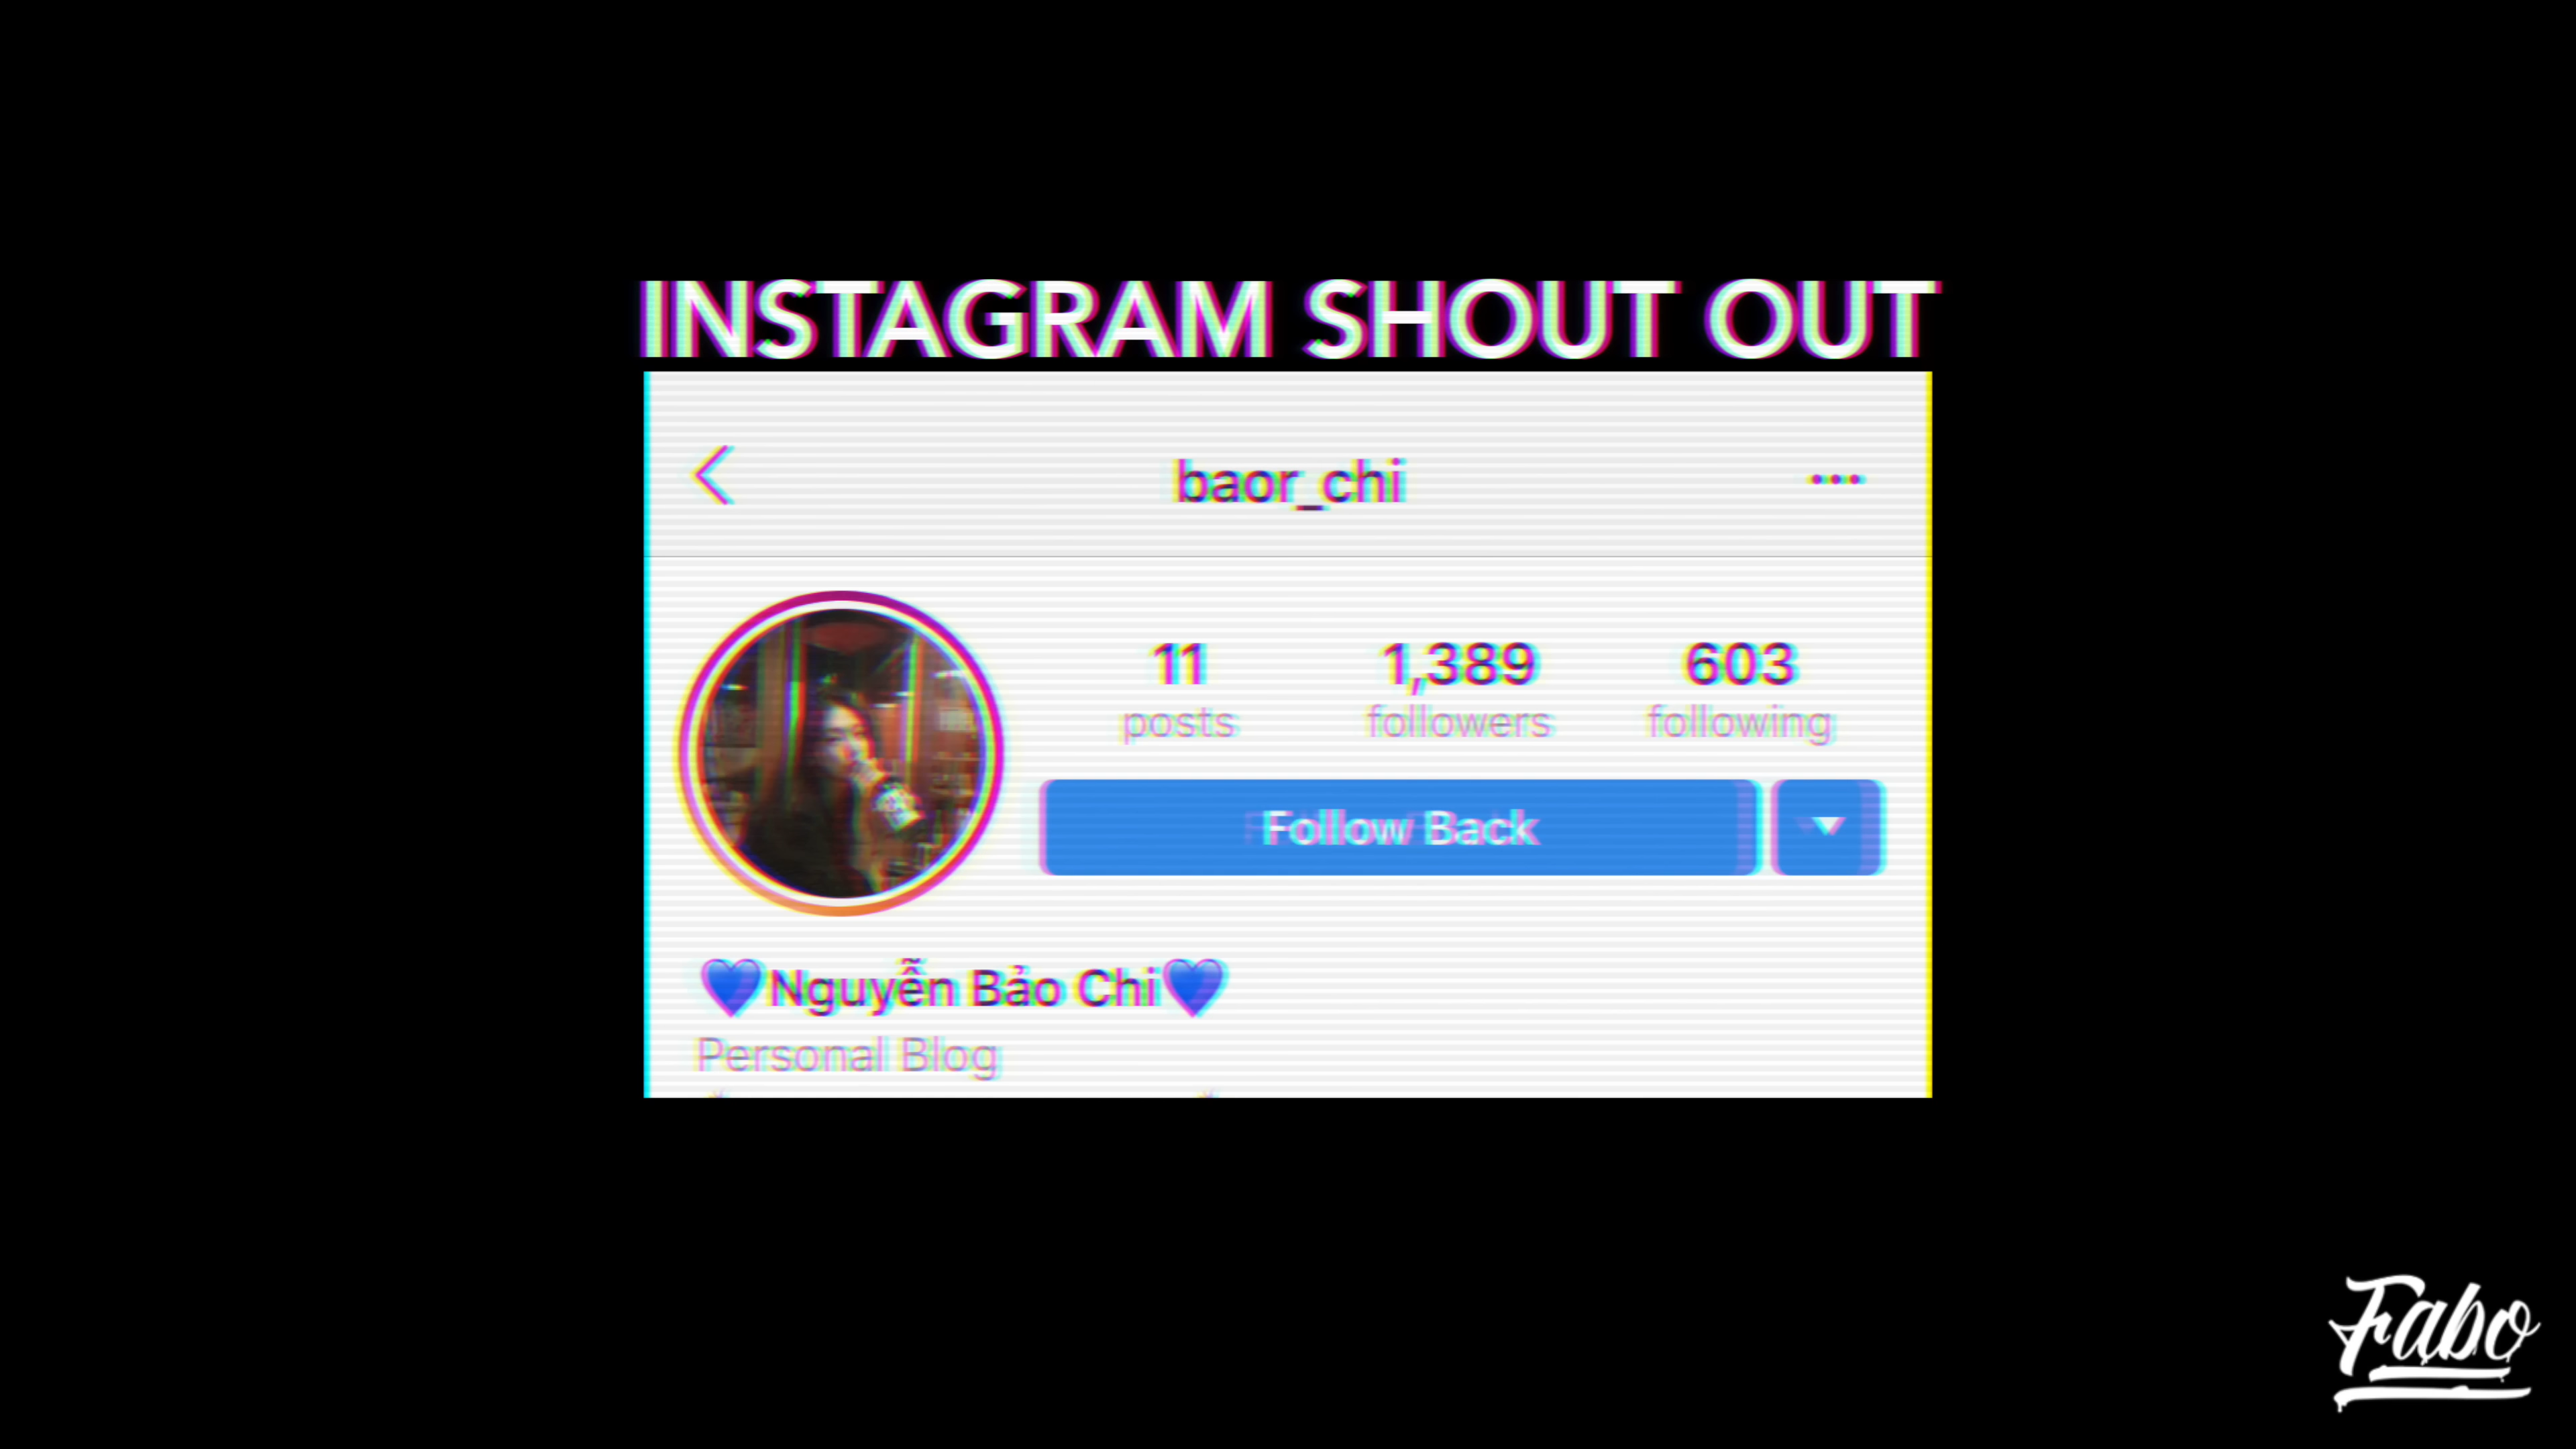 INSTAGRAM SHOUT OUT
baor_chi
11 1,389 603
posts followers following
Follow Back
💙Nguyễn Bảo Chi💙
Personal Blog
Fabo